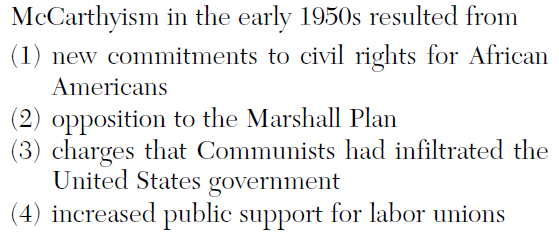 McCarthyism in the early 1950s resulted from
(1) new commitments to civil rights for African
Americans
(2) opposition to the Marshall Plan
(3) charges that Communists had infiltrated the
United States government
(4) increased public support for labor unions